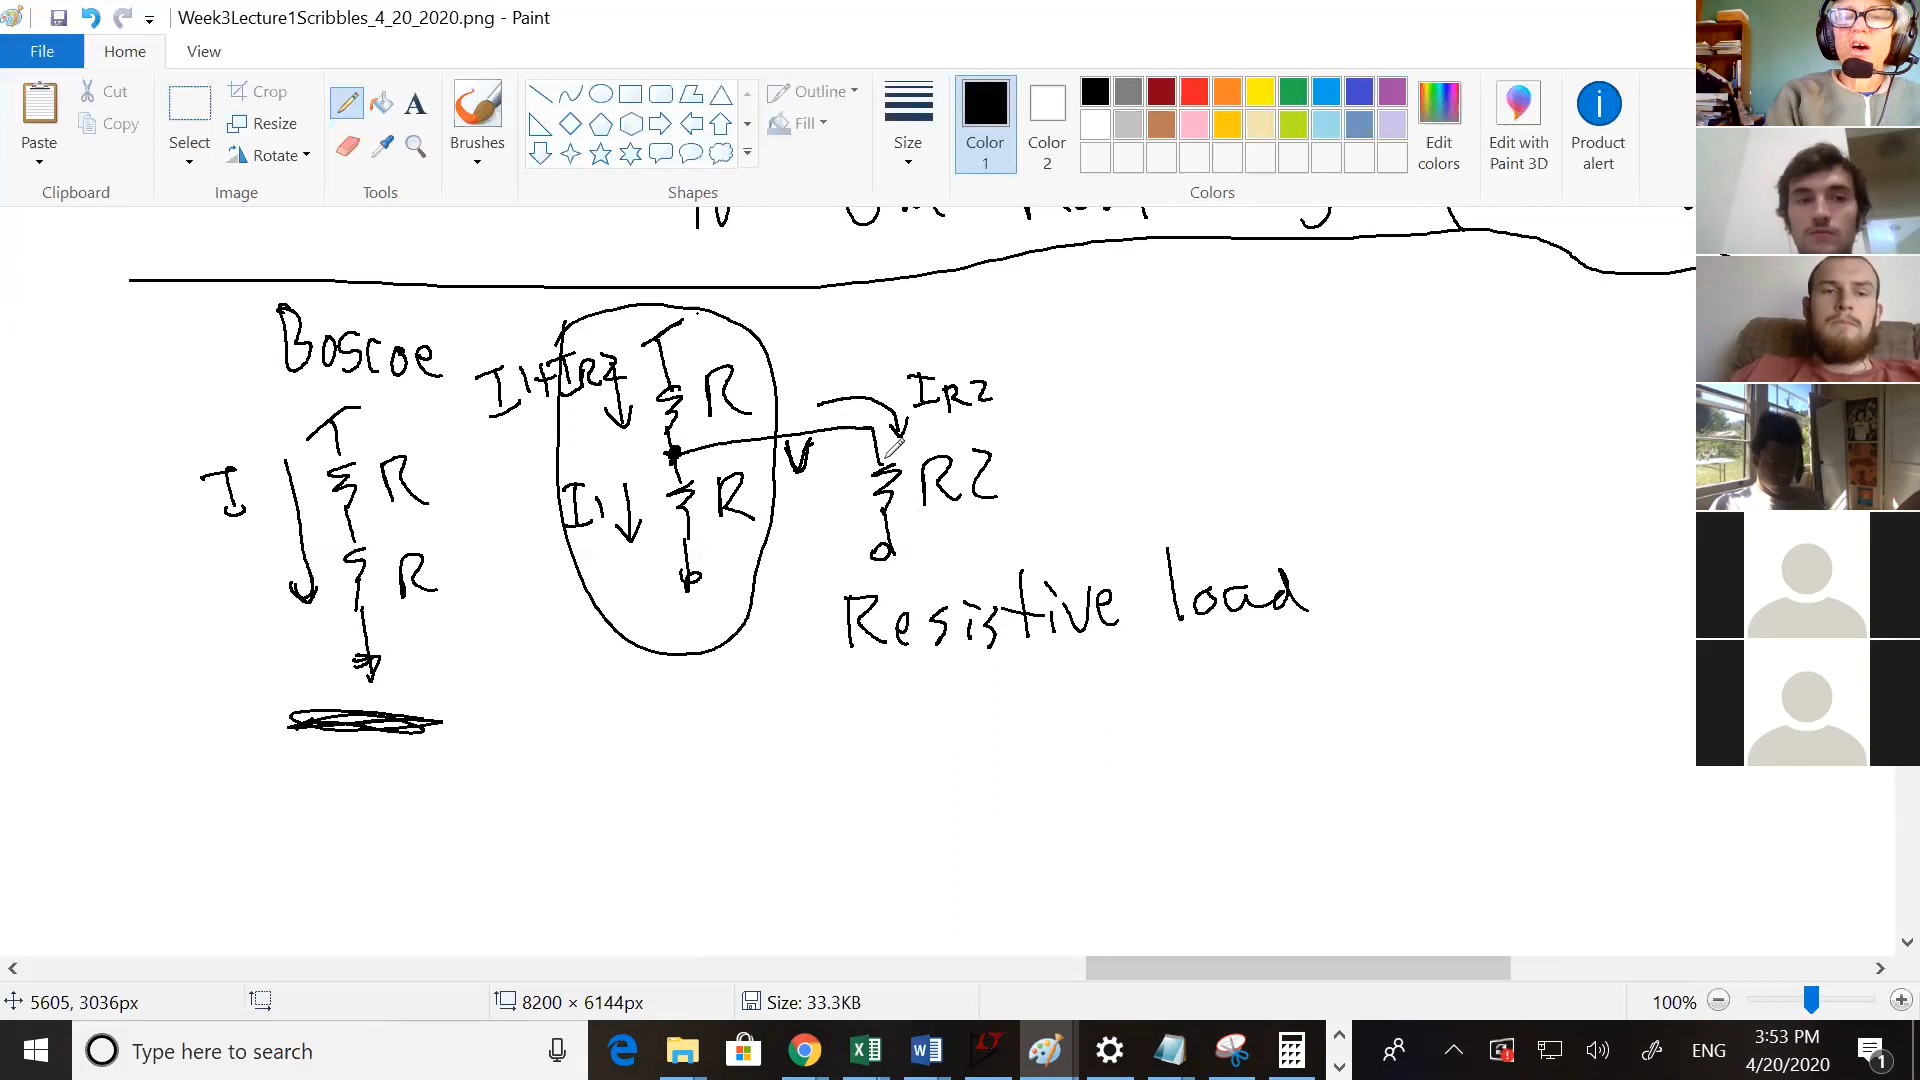 Week3Lecture1Scribbles_4_20_2020.png - Paint
File
Home
View
Paste
Cut
Copy
Clipboard
Select
Crop
Resize
Rotate
Image
A
Tools
Brushes
Shapes
Outline
Fill
Size
Color 1
Color 2
Colors
Edit colors
Edit with Paint 3D
Product alert
Boscoe
I
R
R
I1+IR2
R
I1
R
V
IR2
R2
Resistive load
5605, 3036px
8200 × 6144px
Size: 33.3KB
100%
Type here to search
ENG
3:53 PM
4/20/2020
1